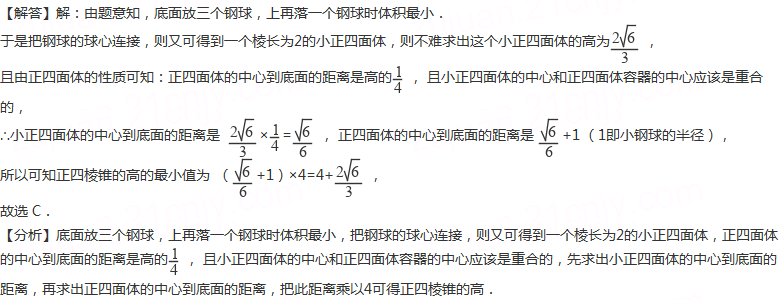 【解答】解：由题意知，底面放三个钢球，上再落一个钢球时体积最小．
于是把钢球的球心连接，则又可得到一个棱长为2的小正四面体，则不难求出这个小正四面体的高为 2√6/3 ，
且由正四面体的性质可知：正四面体的中心到底面的距离是高的 1/4 ，且小正四面体的中心和正四面体容器的中心应该是重合
的，
∴小正四面体的中心到底面的距离是 2√6/3 × 1/4 = √6/6 ，正四面体的中心到底面的距离是 √6/6 +1（1即小钢球的半径），
所以可知正四棱锥的高的最小值为 （√6/6 +1）×4=4+ 2√6/3 ，
故选 C．
【分析】底面放三个钢球，上再落一个钢球时体积最小，把钢球的球心连接，则又可得到一个棱长为2的小正四面体，正四面体
的中心到底面的距离是高的 1/4 ，且小正四面体的中心和正四面体容器的中心应该是重合的，先求出小正四面体的中心到底面的
距离，再求出正四面体的中心到底面的距离，把此距离乘以4可得正四棱锥的高．